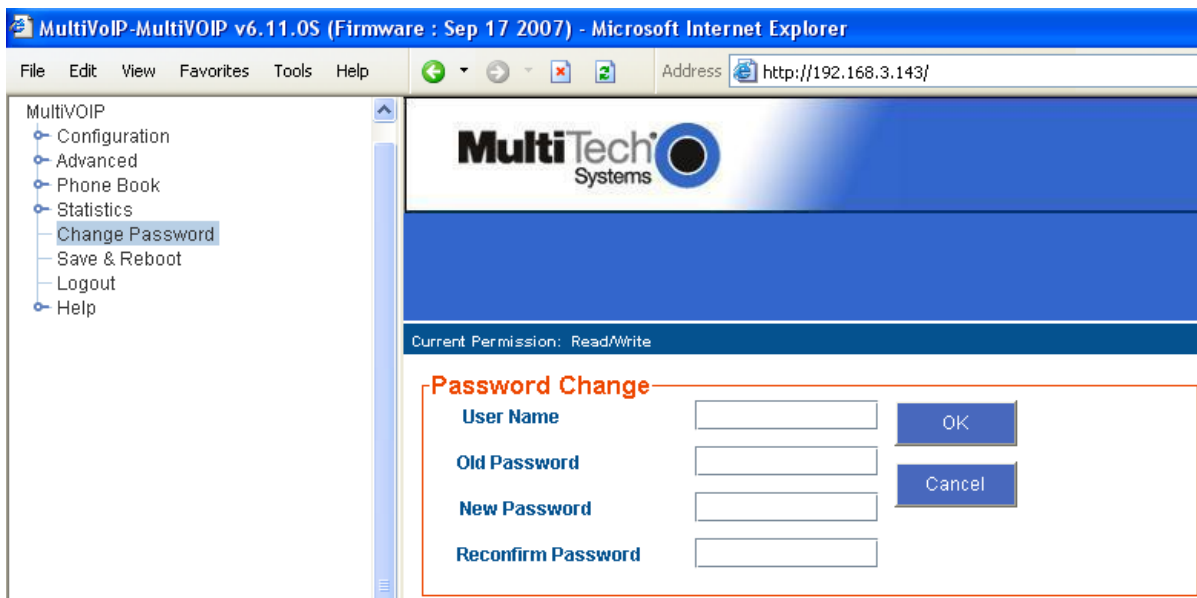 MultiVoIP-MultiVOIP v6.11.0S (Firmware : Sep 17 2007) - Microsoft Internet Explorer
File Edit View Favorites Tools Help Address http://192.168.3.143/
MultiVOIP
Configuration
Advanced
Phone Book
Statistics
Change Password
Save & Reboot
Logout
Help
MultiTech
Systems
Current Permission: Read/Write
Password Change
User Name
OK
Old Password
Cancel
New Password
Reconfirm Password